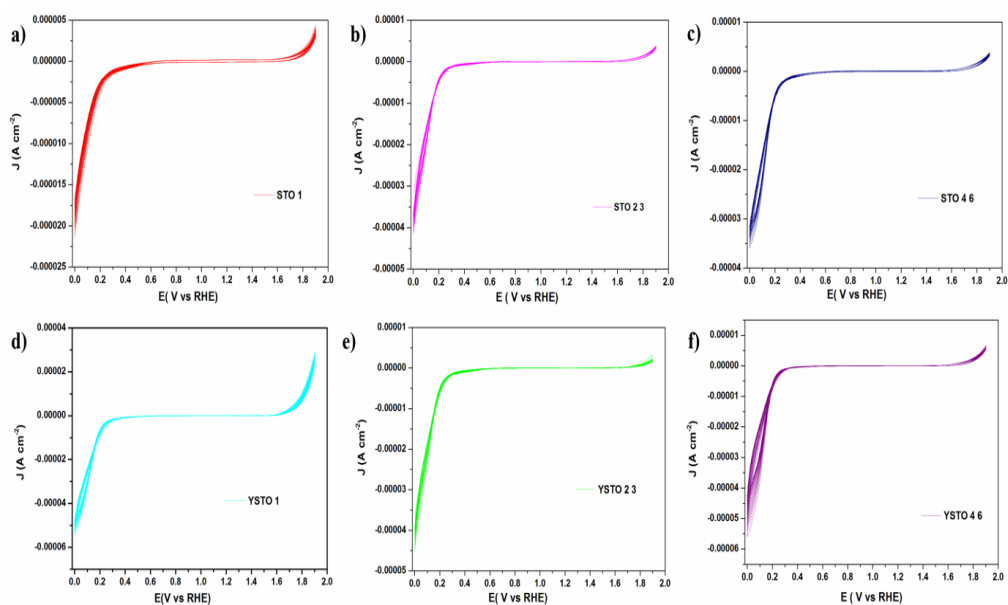 a)
0.000005
0.000000
-0.000005
-0.000010
-0.000015
-0.000020
-0.000025
J (A cm⁻²)
STO 1
0.0 0.2 0.4 0.6 0.8 1.0 1.2 1.4 1.6 1.8 2.0
E( V vs RHE)
b)
0.00001
0.00000
-0.00001
-0.00002
-0.00003
-0.00004
-0.00005
J (A cm⁻²)
STO 2 3
0.0 0.2 0.4 0.6 0.8 1.0 1.2 1.4 1.6 1.8 2.0
E ( V vs RHE)
c)
0.00001
0.00000
-0.00001
-0.00002
-0.00003
-0.00004
J (A cm⁻²)
STO 4 6
0.0 0.2 0.4 0.6 0.8 1.0 1.2 1.4 1.6 1.8 2.0
E ( V vs RHE)
d)
0.00004
0.00002
0.00000
-0.00002
-0.00004
-0.00006
J (A cm⁻²)
YSTO 1
0.0 0.2 0.4 0.6 0.8 1.0 1.2 1.4 1.6 1.8 2.0
E(V vs RHE)
e)
0.00001
0.00000
-0.00001
-0.00002
-0.00003
-0.00004
-0.00005
J (A cm⁻²)
YSTO 2 3
0.0 0.2 0.4 0.6 0.8 1.0 1.2 1.4 1.6 1.8 2.0
E( V vs RHE)
f)
0.00001
0.00000
-0.00001
-0.00002
-0.00003
-0.00004
-0.00005
-0.00006
J (A cm⁻²)
YSTO 4 6
0.0 0.2 0.4 0.6 0.8 1.0 1.2 1.4 1.6 1.8 2.0
E ( V vs RHE)